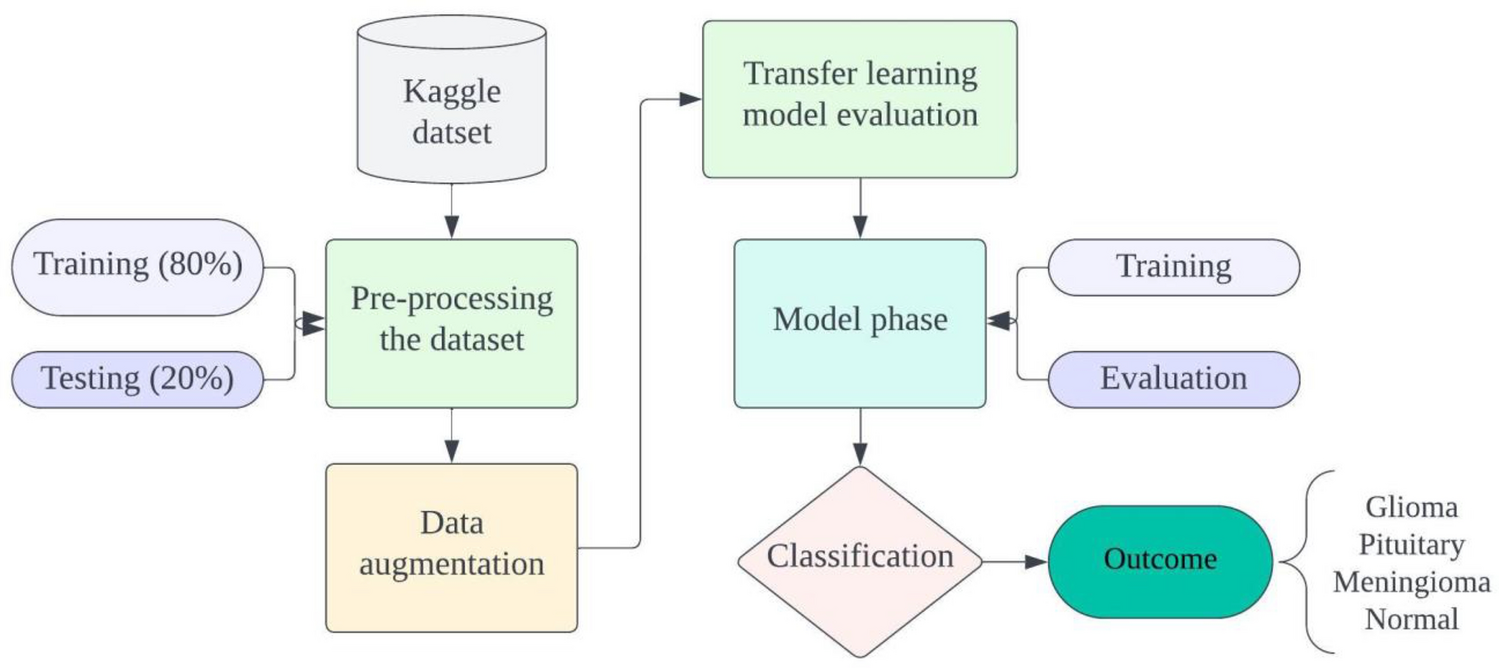 Kaggle
datset
Training (80%)
Testing (20%)
Pre-processing
the dataset
Data
augmentation
Transfer learning
model evaluation
Model phase
Training
Evaluation
Classification
Outcome
Glioma
Pituitary
Meningioma
Normal